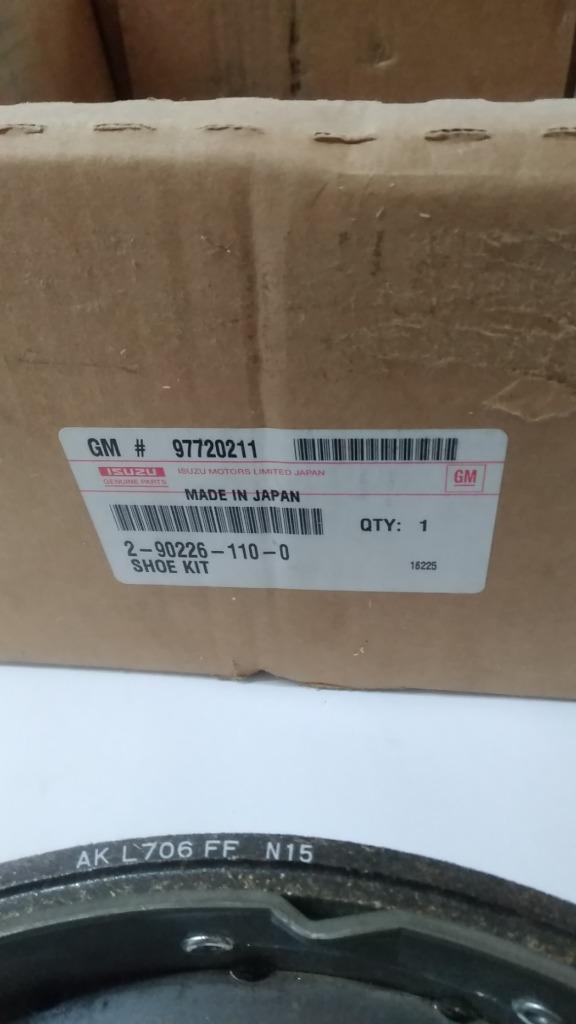 GM # 97720211
ISUZU ISUZU MOTORS LIMITED JAPAN GM
GENUINE PARTS
MADE IN JAPAN
QTY: 1
2-90226-110-0
SHOE KIT 16225
AK L706 FF N15